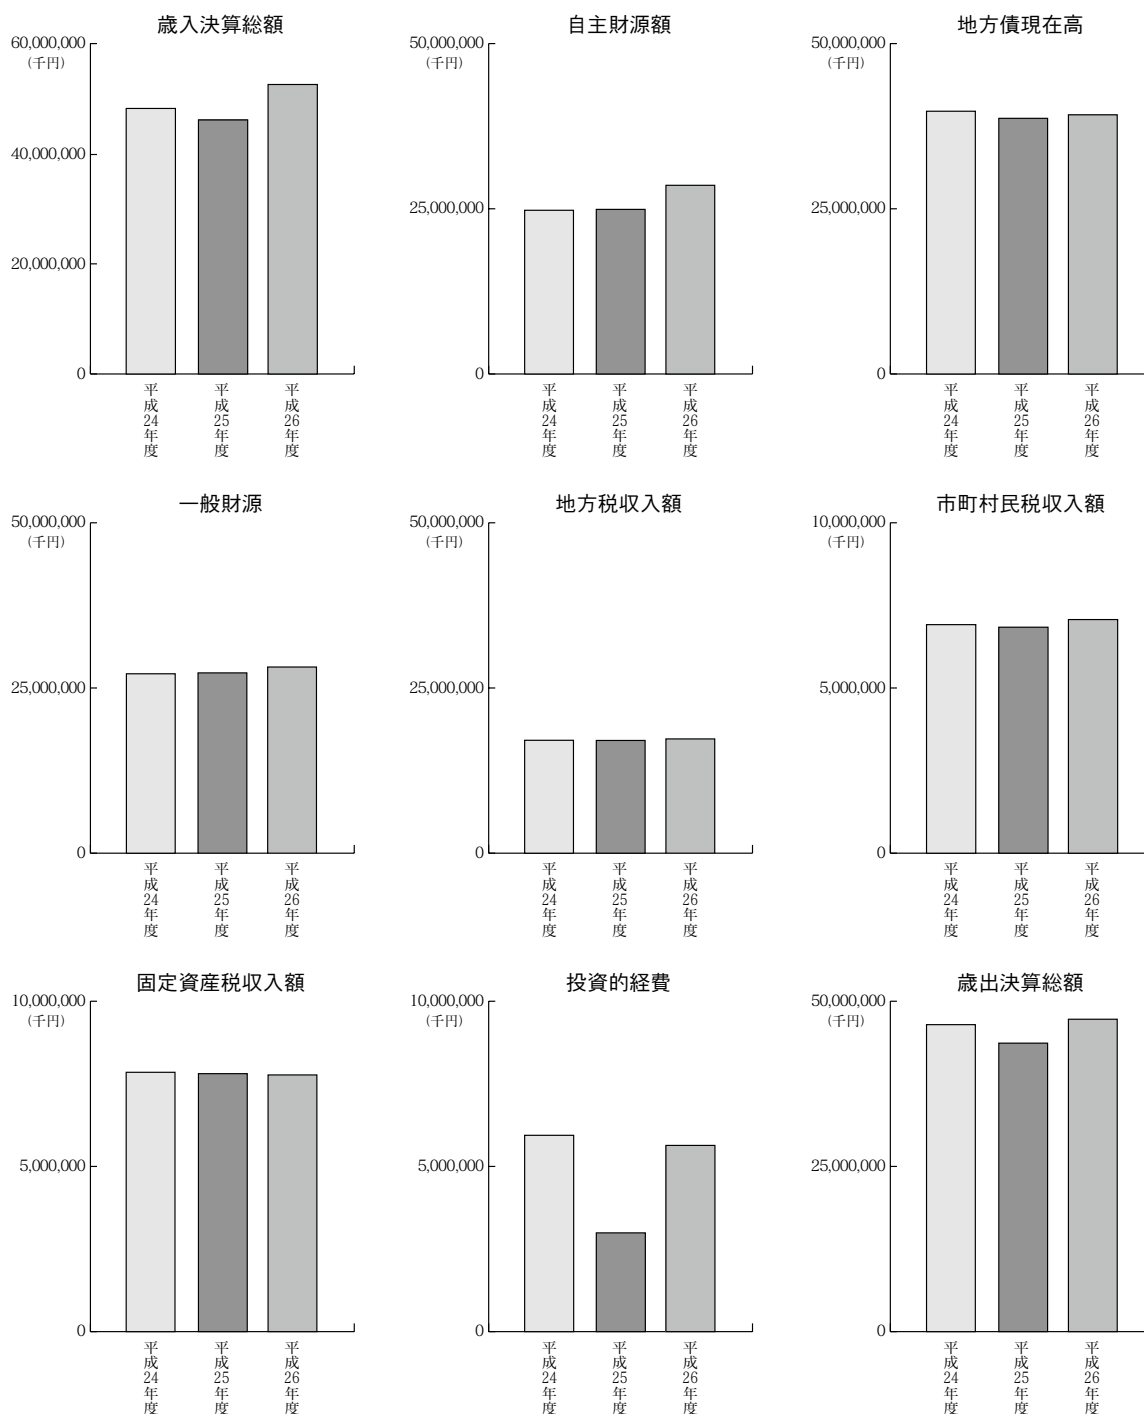 歳入決算総額
60,000,000
(千円)
40,000,000
20,000,000
0
平成24年度
平成25年度
平成26年度
自主財源額
50,000,000
(千円)
25,000,000
0
平成24年度
平成25年度
平成26年度
地方債現在高
50,000,000
(千円)
25,000,000
0
平成24年度
平成25年度
平成26年度
一般財源
50,000,000
(千円)
25,000,000
0
平成24年度
平成25年度
平成26年度
地方税収入額
50,000,000
(千円)
25,000,000
0
平成24年度
平成25年度
平成26年度
市町村民税収入額
10,000,000
(千円)
5,000,000
0
平成24年度
平成25年度
平成26年度
固定資産税収入額
10,000,000
(千円)
5,000,000
0
平成24年度
平成25年度
平成26年度
投資的経費
10,000,000
(千円)
5,000,000
0
平成24年度
平成25年度
平成26年度
歳出決算総額
50,000,000
(千円)
25,000,000
0
平成24年度
平成25年度
平成26年度